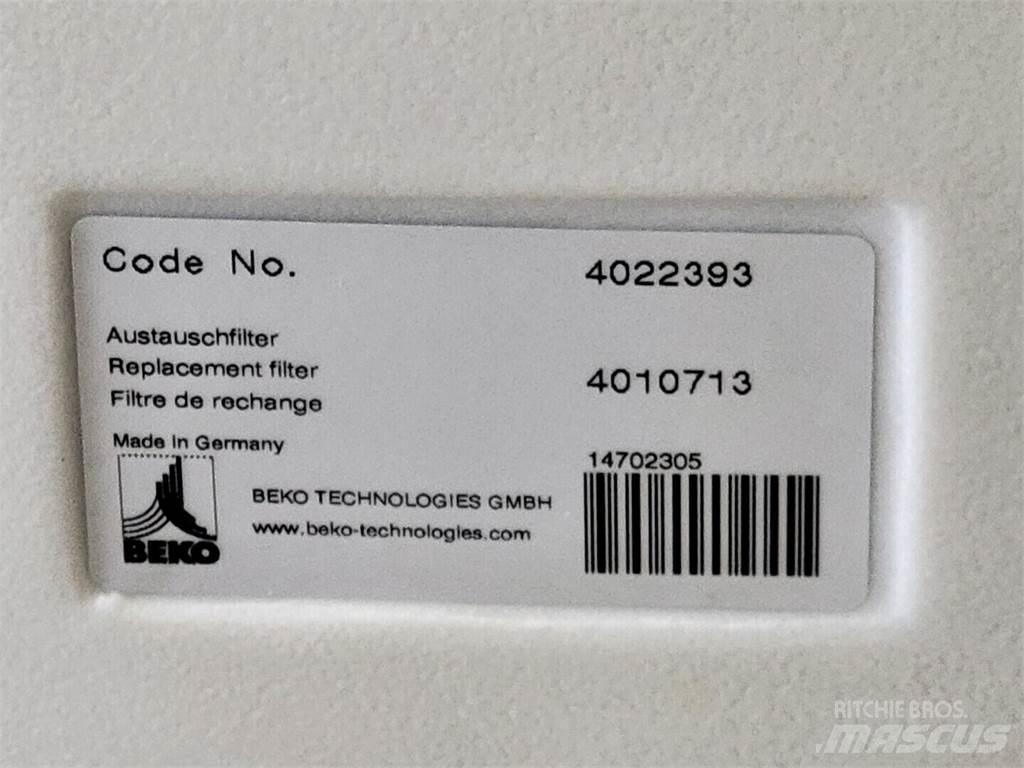 Code No. 4022393
Austauschfilter
Replacement filter 4010713
Filtre de rechange
Made In Germany
14702305
BEKO TECHNOLOGIES GMBH
www.beko-technologies.com
BEKO
RITCHIE BROS.
MASCUS